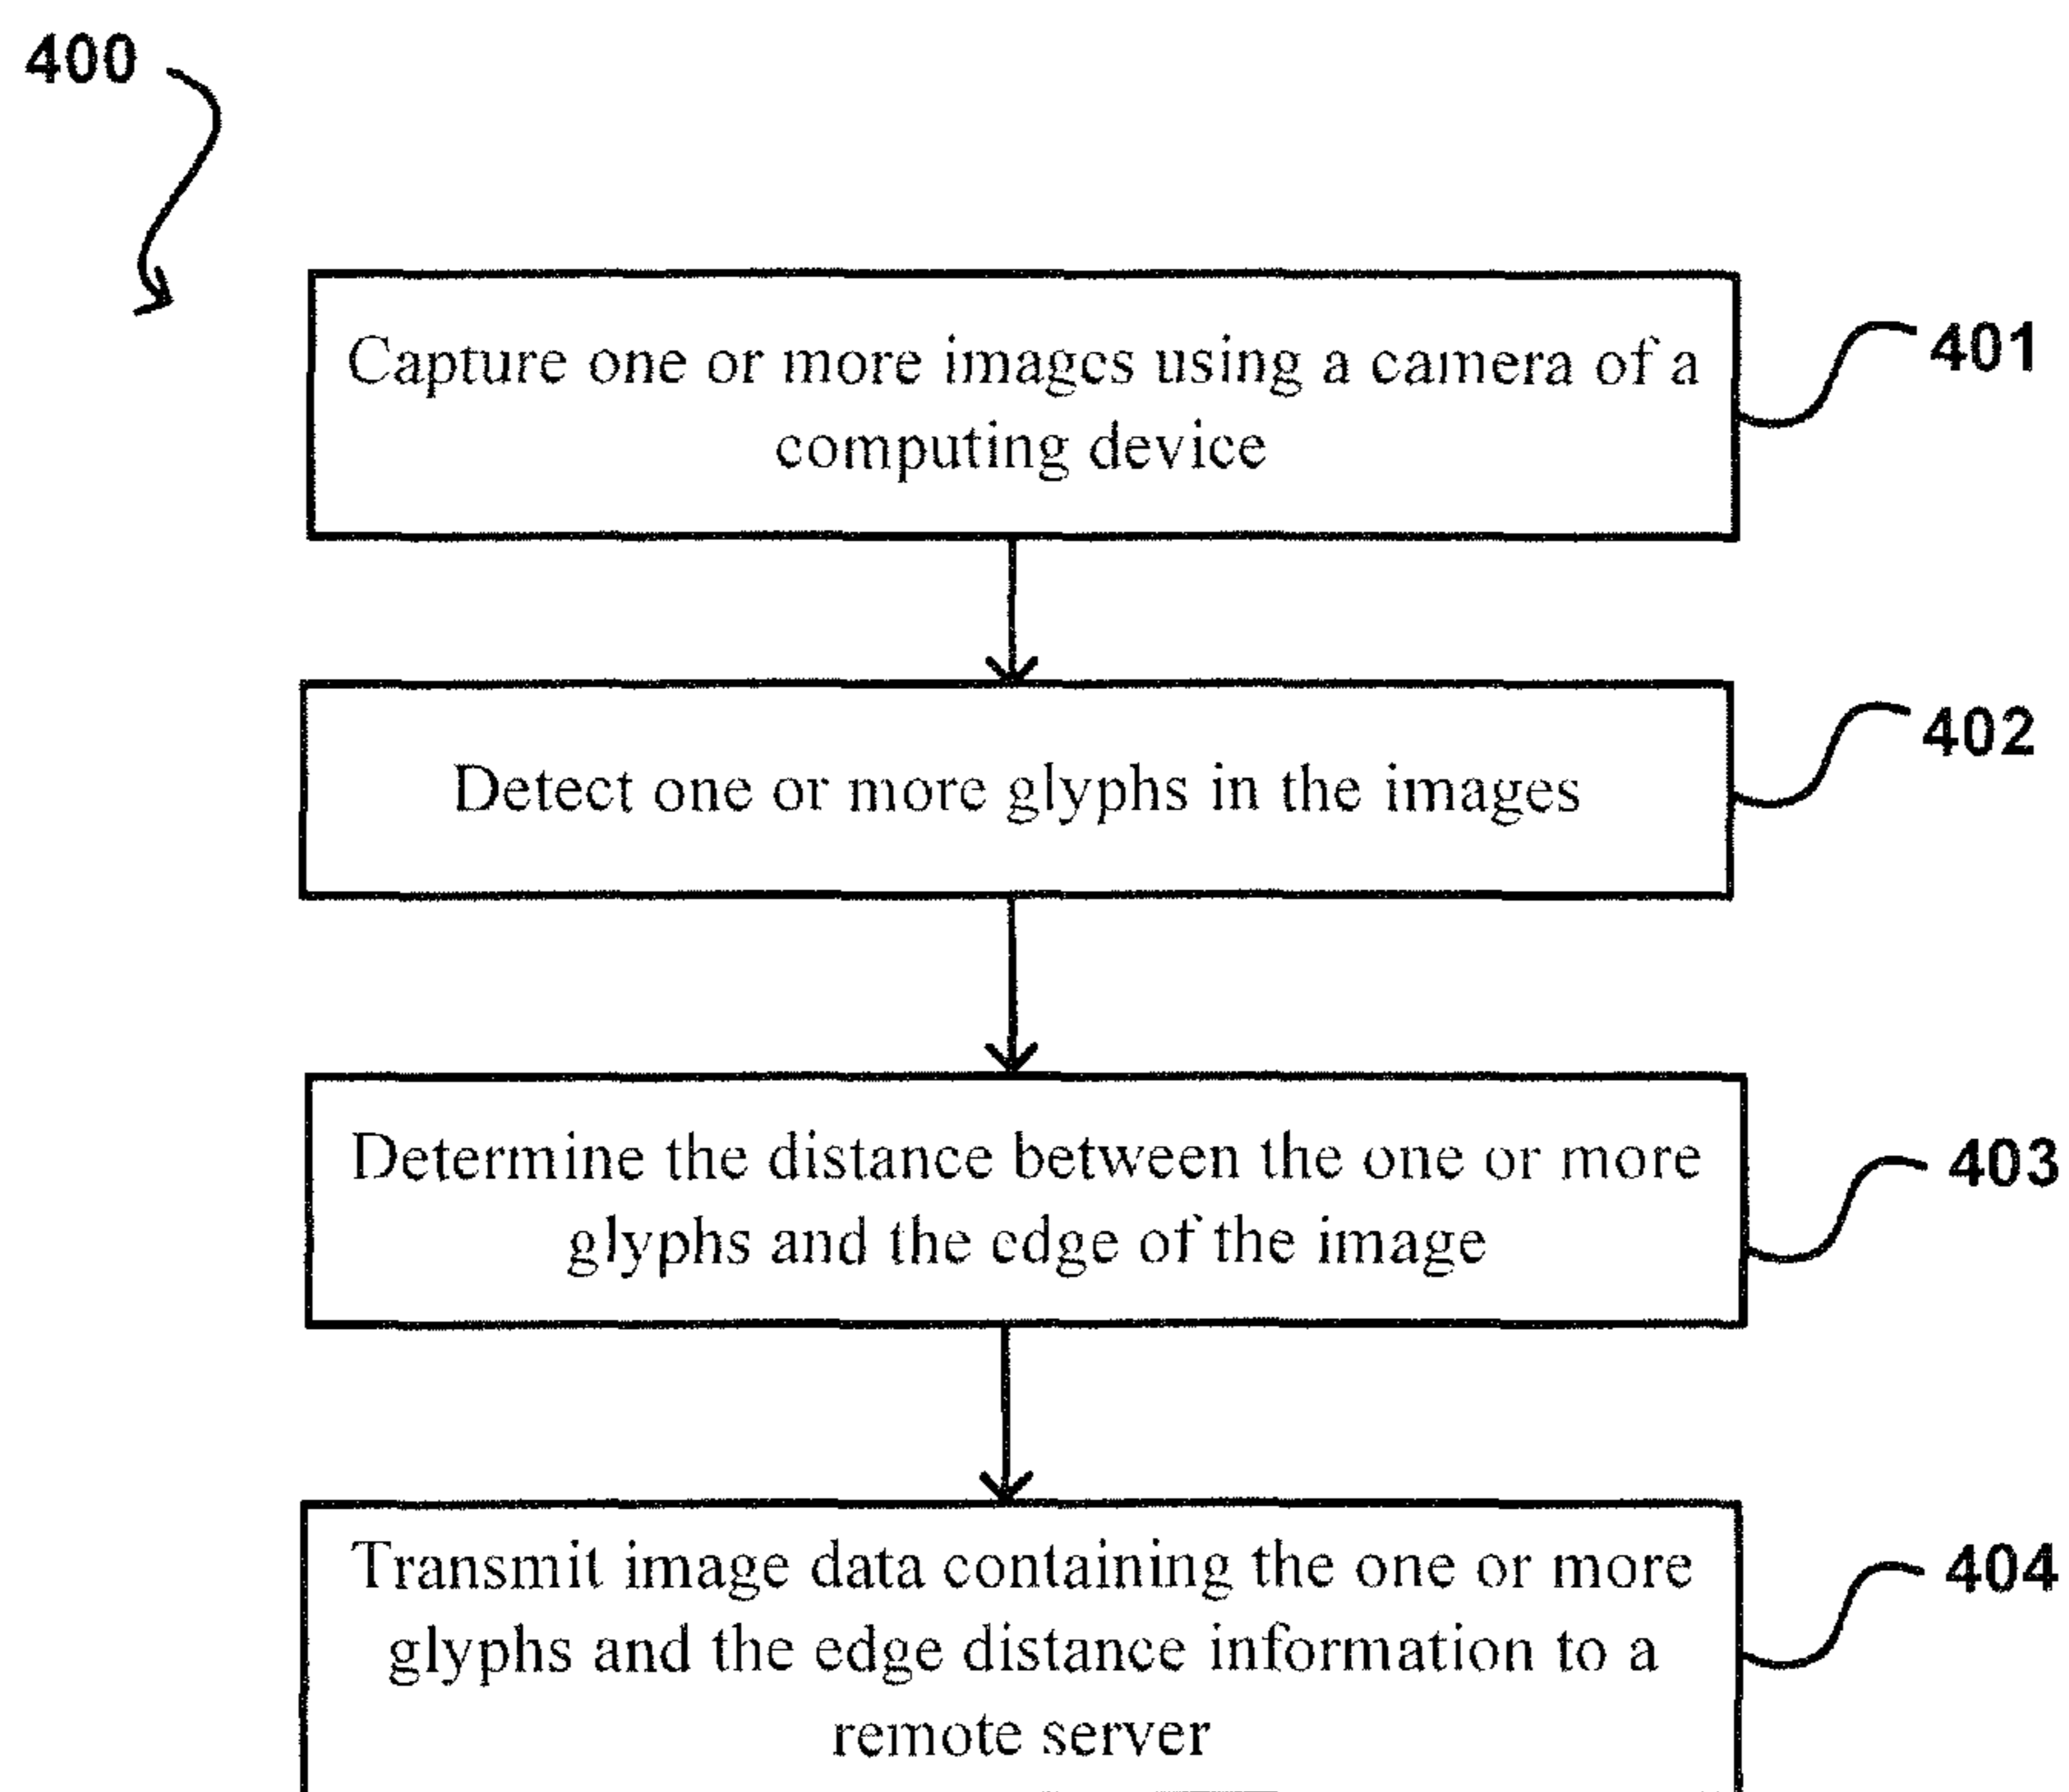 400
Capture one or more images using a camera of a
401
computing device
402
Detect one or more glyphs in the images
403
Determine the distance between the one or more
glyphs and the edge of the image
404
Transmit image data containing the one or more
glyphs and the edge distance information to a
remote server